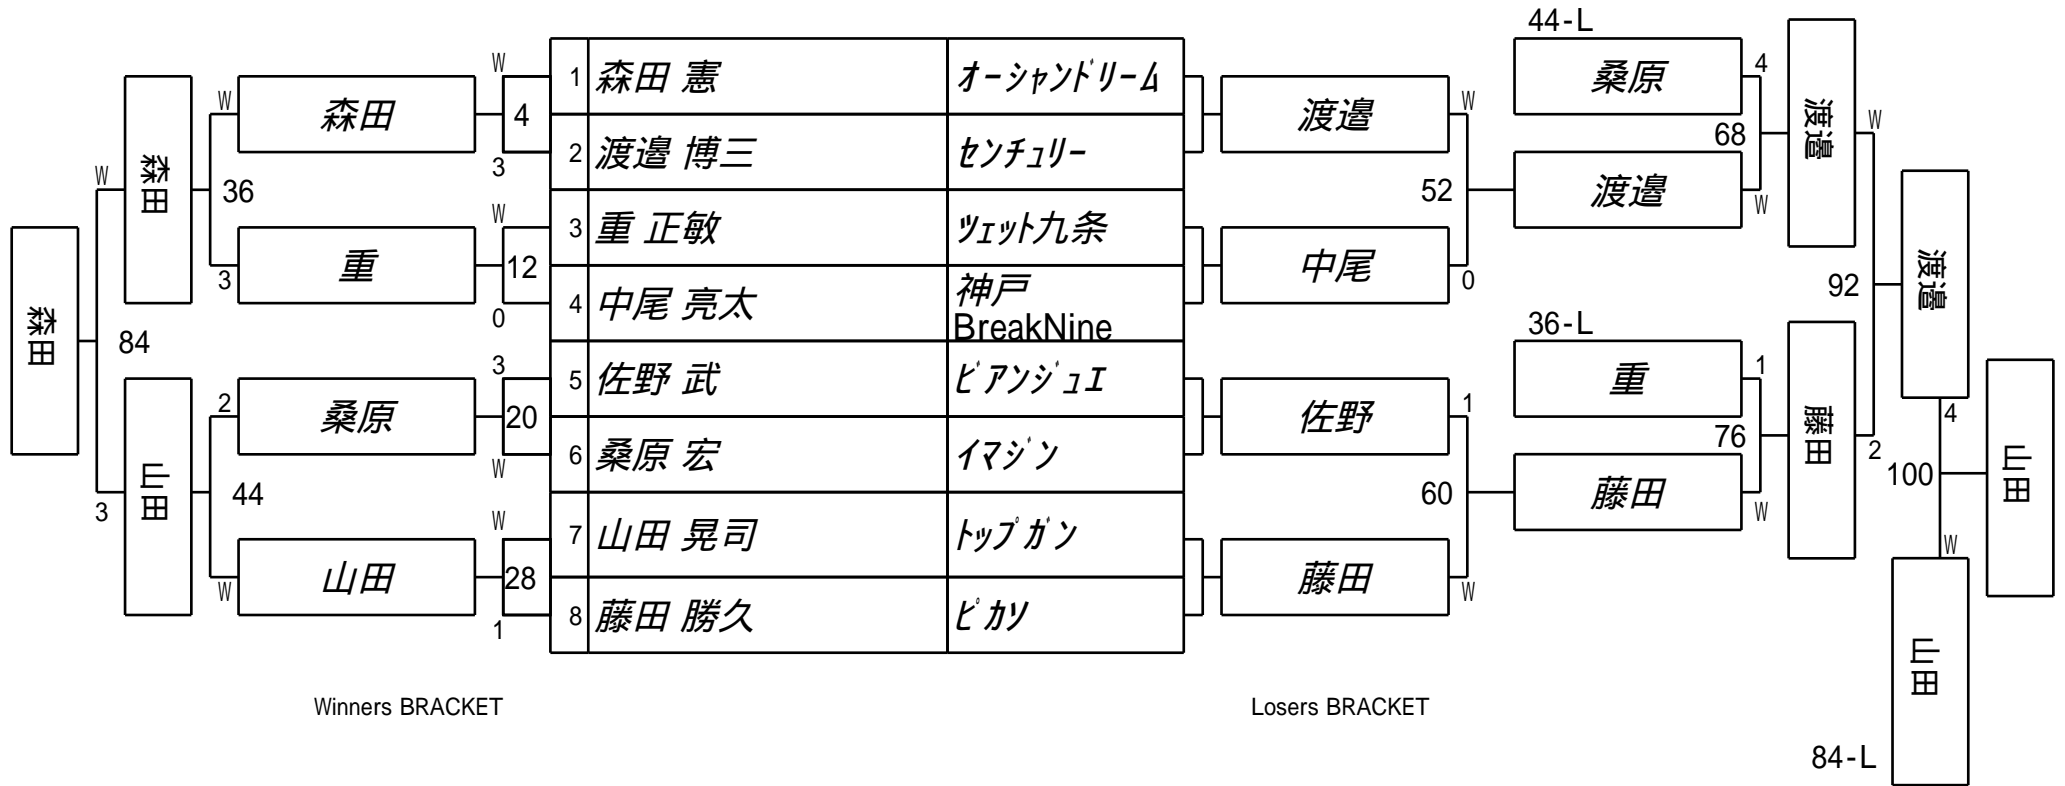 44-L
W
1 森田 憲 オーシャンドリーム
W 森田 4 渡邉 W 桑原 4
2 渡邉 博三 センチュリー
3
68
渡邉 W
森田
W
36
52
渡邉
W
W
3 重 正敏 ツェット九条
3 重 12 中尾 0
4 中尾 亮太 神戸
BreakNine
0
森田
84
92
渡邉
36-L
3
5 佐野 武 ビアンジュエ
重 1
2 桑原 20 佐野 1
6 桑原 宏 イマジン
W
76
藤田
2
4
山田
3
44
60
藤田
W
100
山田
W
7 山田 晃司 トップガン
W 山田 28 藤田 W
8 藤田 勝久 ピカソ
1
W
山田
Winners BRACKET
Losers BRACKET
84-L